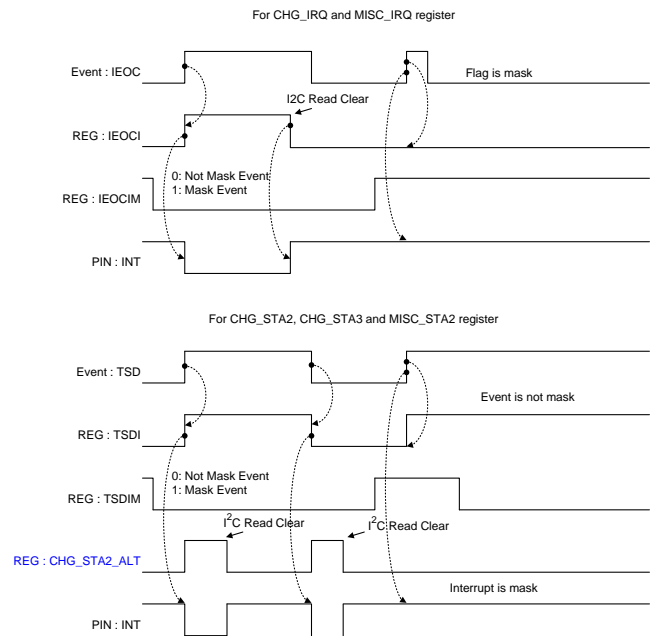 For CHG_IRQ and MISC_IRQ register
Event : IEOC
Flag is mask
I2C Read Clear
REG : IEOCI
0: Not Mask Event
1: Mask Event
REG : IEOCIM
PIN : INT
For CHG_STA2, CHG_STA3 and MISC_STA2 register
Event : TSD
Event is not mask
REG : TSDI
0: Not Mask Event
1: Mask Event
REG : TSDIM
I2C Read Clear
I2C Read Clear
REG : CHG_STA2_ALT
Interrupt is mask
PIN : INT